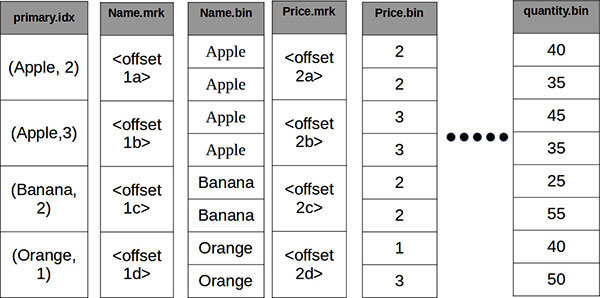 primary.idx Name.mrk Name.bin Price.mrk Price.bin quantity.bin
(Apple, 2) <offset 1a> Apple <offset 2a> 2 40
Apple 2 35
(Apple,3) <offset 1b> Apple <offset 2b> 3 45
Apple 3 35
(Banana, 2) <offset 1c> Banana <offset 2c> 2 25
Banana 2 55
(Orange, 1) <offset 1d> Orange <offset 2d> 1 40
Orange 3 50